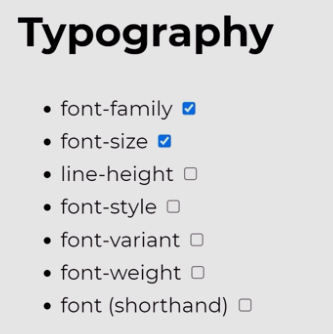 Typography
font-family
font-size
line-height
font-style
font-variant
font-weight
font (shorthand)